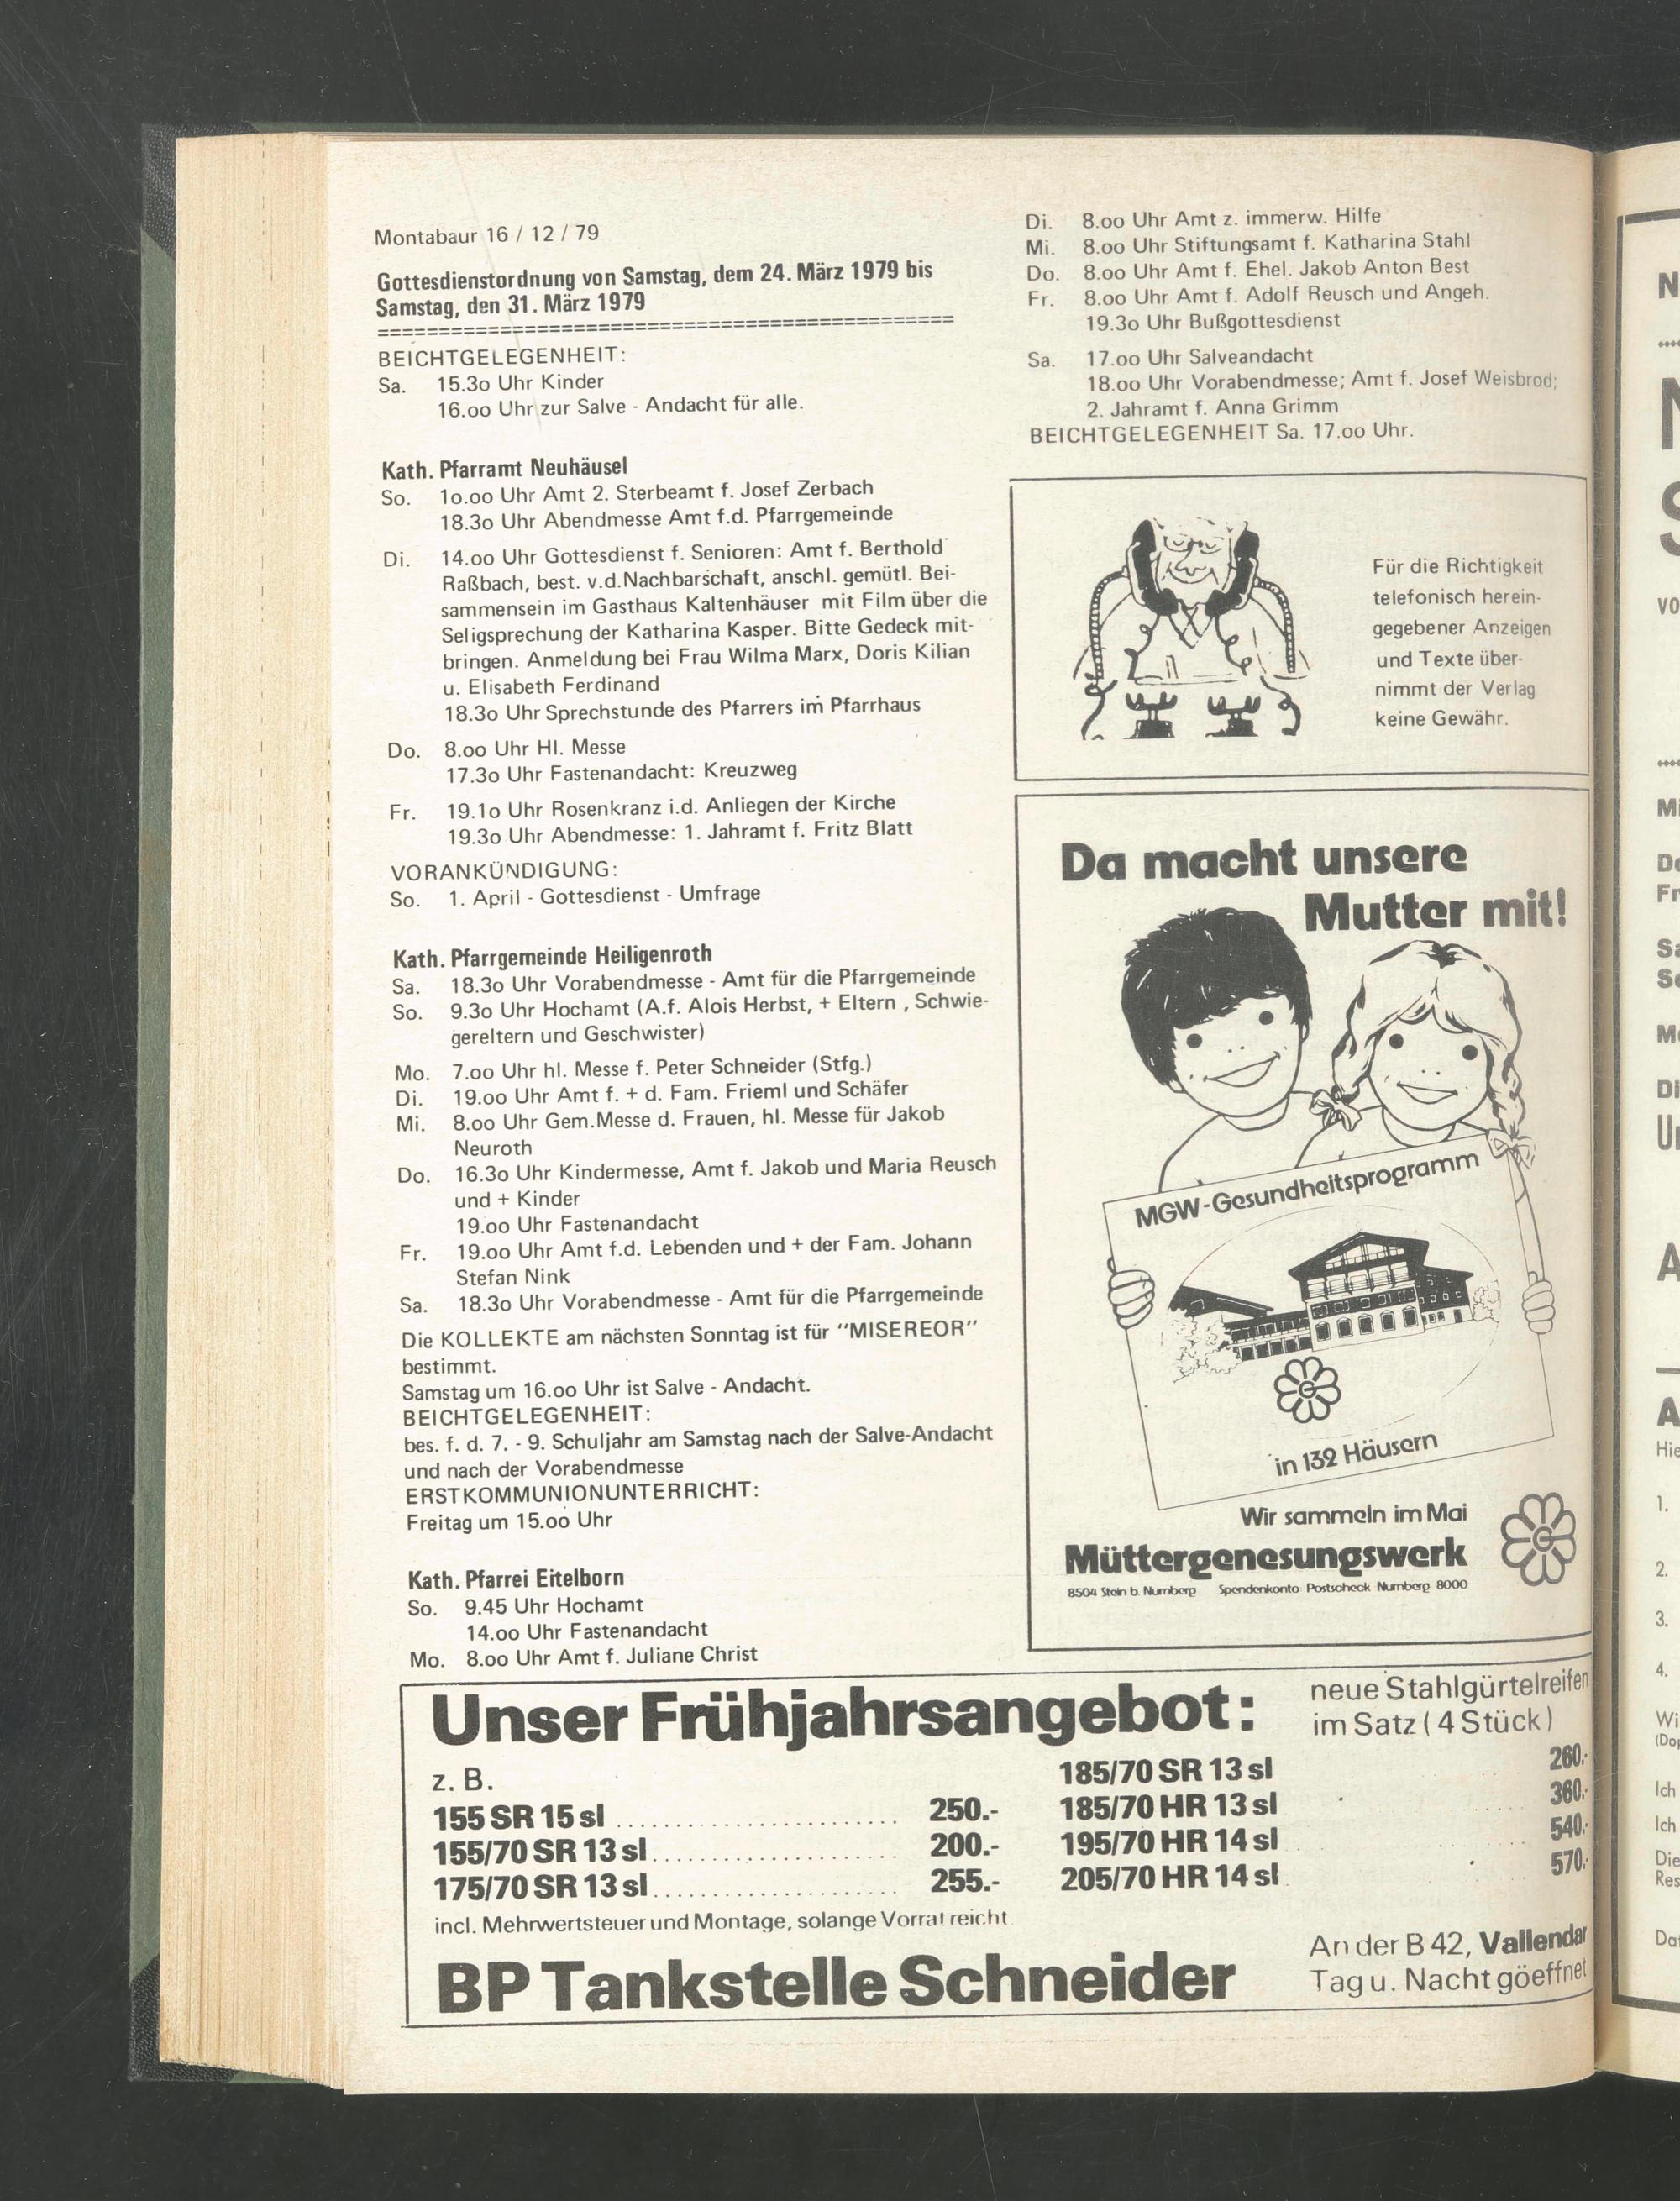 Montabaur 16 / 12 / 79
Gottesdienstordnung von Samstag, dem 24. März 1979 bis
Samstag, den 31. März 1979
===============================================
BEICHTGELEGENHEIT:
Sa. 15.3o Uhr Kinder
16.oo Uhr zur Salve - Andacht für alle.
Kath. Pfarramt Neuhäusel
So. 1o.oo Uhr Amt 2. Sterbeamt f. Josef Zerbach
18.3o Uhr Abendmesse Amt f.d. Pfarrgemeinde
Di. 14.oo Uhr Gottesdienst f. Senioren: Amt f. Berthold
Raßbach, best. v.d.Nachbarschaft, anschl. gemütl. Bei-
sammensein im Gasthaus Kaltenhäuser mit Film über die
Seligsprechung der Katharina Kasper. Bitte Gedeck mit-
bringen. Anmeldung bei Frau Wilma Marx, Doris Kilian
u. Elisabeth Ferdinand
18.3o Uhr Sprechstunde des Pfarrers im Pfarrhaus
Do. 8.oo Uhr Hl. Messe
17.3o Uhr Fastenandacht: Kreuzweg
Fr. 19.1o Uhr Rosenkranz i.d. Anliegen der Kirche
19.3o Uhr Abendmesse: 1. Jahramt f. Fritz Blatt
VORANKÜNDIGUNG:
So. 1. April - Gottesdienst - Umfrage
Kath. Pfarrgemeinde Heiligenroth
Sa. 18.3o Uhr Vorabendmesse - Amt für die Pfarrgemeinde
So. 9.3o Uhr Hochamt (A.f. Alois Herbst, + Eltern , Schwie-
gereltern und Geschwister)
Mo. 7.oo Uhr hl. Messe f. Peter Schneider (Stfg.)
Di. 19.oo Uhr Amt f. + d. Fam. Frieml und Schäfer
Mi. 8.oo Uhr Gem.Messe d. Frauen, hl. Messe für Jakob
Neuroth
Do. 16.3o Uhr Kindermesse, Amt f. Jakob und Maria Reusch
und + Kinder
19.oo Uhr Fastenandacht
Fr. 19.oo Uhr Amt f.d. Lebenden und + der Fam. Johann
Stefan Nink
Sa. 18.3o Uhr Vorabendmesse - Amt für die Pfarrgemeinde
Die KOLLEKTE am nächsten Sonntag ist für "MISEREOR"
bestimmt.
Samstag um 16.oo Uhr ist Salve - Andacht.
BEICHTGELEGENHEIT:
bes. f. d. 7. - 9. Schuljahr am Samstag nach der Salve-Andacht
und nach der Vorabendmesse
ERSTKOMMUNIONUNTERRICHT:
Freitag um 15.oo Uhr
Kath. Pfarrei Eitelborn
So. 9.45 Uhr Hochamt
14.oo Uhr Fastenandacht
Mo. 8.oo Uhr Amt f. Juliane Christ
Di. 8.oo Uhr Amt z. immerw. Hilfe
Mi. 8.oo Uhr Stiftungsamt f. Katharina Stahl
Do. 8.oo Uhr Amt f. Ehel. Jakob Anton Best
Fr. 8.oo Uhr Amt f. Adolf Reusch und Angeh.
19.3o Uhr Bußgottesdienst
Sa. 17.oo Uhr Salveandacht
18.oo Uhr Vorabendmesse; Amt f. Josef Weisbrod;
2. Jahramt f. Anna Grimm
BEICHTGELEGENHEIT Sa. 17.oo Uhr.
Für die Richtigkeit
telefonisch herein-
gegebener Anzeigen
und Texte über-
nimmt der Verlag
keine Gewähr.
Da macht unsere
Mutter mit!
MGW-Gesundheitsprogramm
in 132 Häusern
Wir sammeln im Mai
Müttergenesungswerk
8504 Stein b. Nürnberg Spendenkonto Postscheck Nürnberg 8000
Unser Frühjahrsangebot:
neue Stahlgürtelreifen
im Satz ( 4 Stück )
z. B.
155 SR 15 sl ........................ 250.-
155/70 SR 13 sl ..................... 200.-
175/70 SR 13 sl ..................... 255.-
185/70 SR 13 sl 260.-
185/70 HR 13 sl 360.-
195/70 HR 14 sl 540.-
205/70 HR 14 sl 570.-
incl. Mehrwertsteuer und Montage, solange Vorrat reicht
BP Tankstelle Schneider
An der B 42, Vallendar
Tag u. Nacht göeffnet